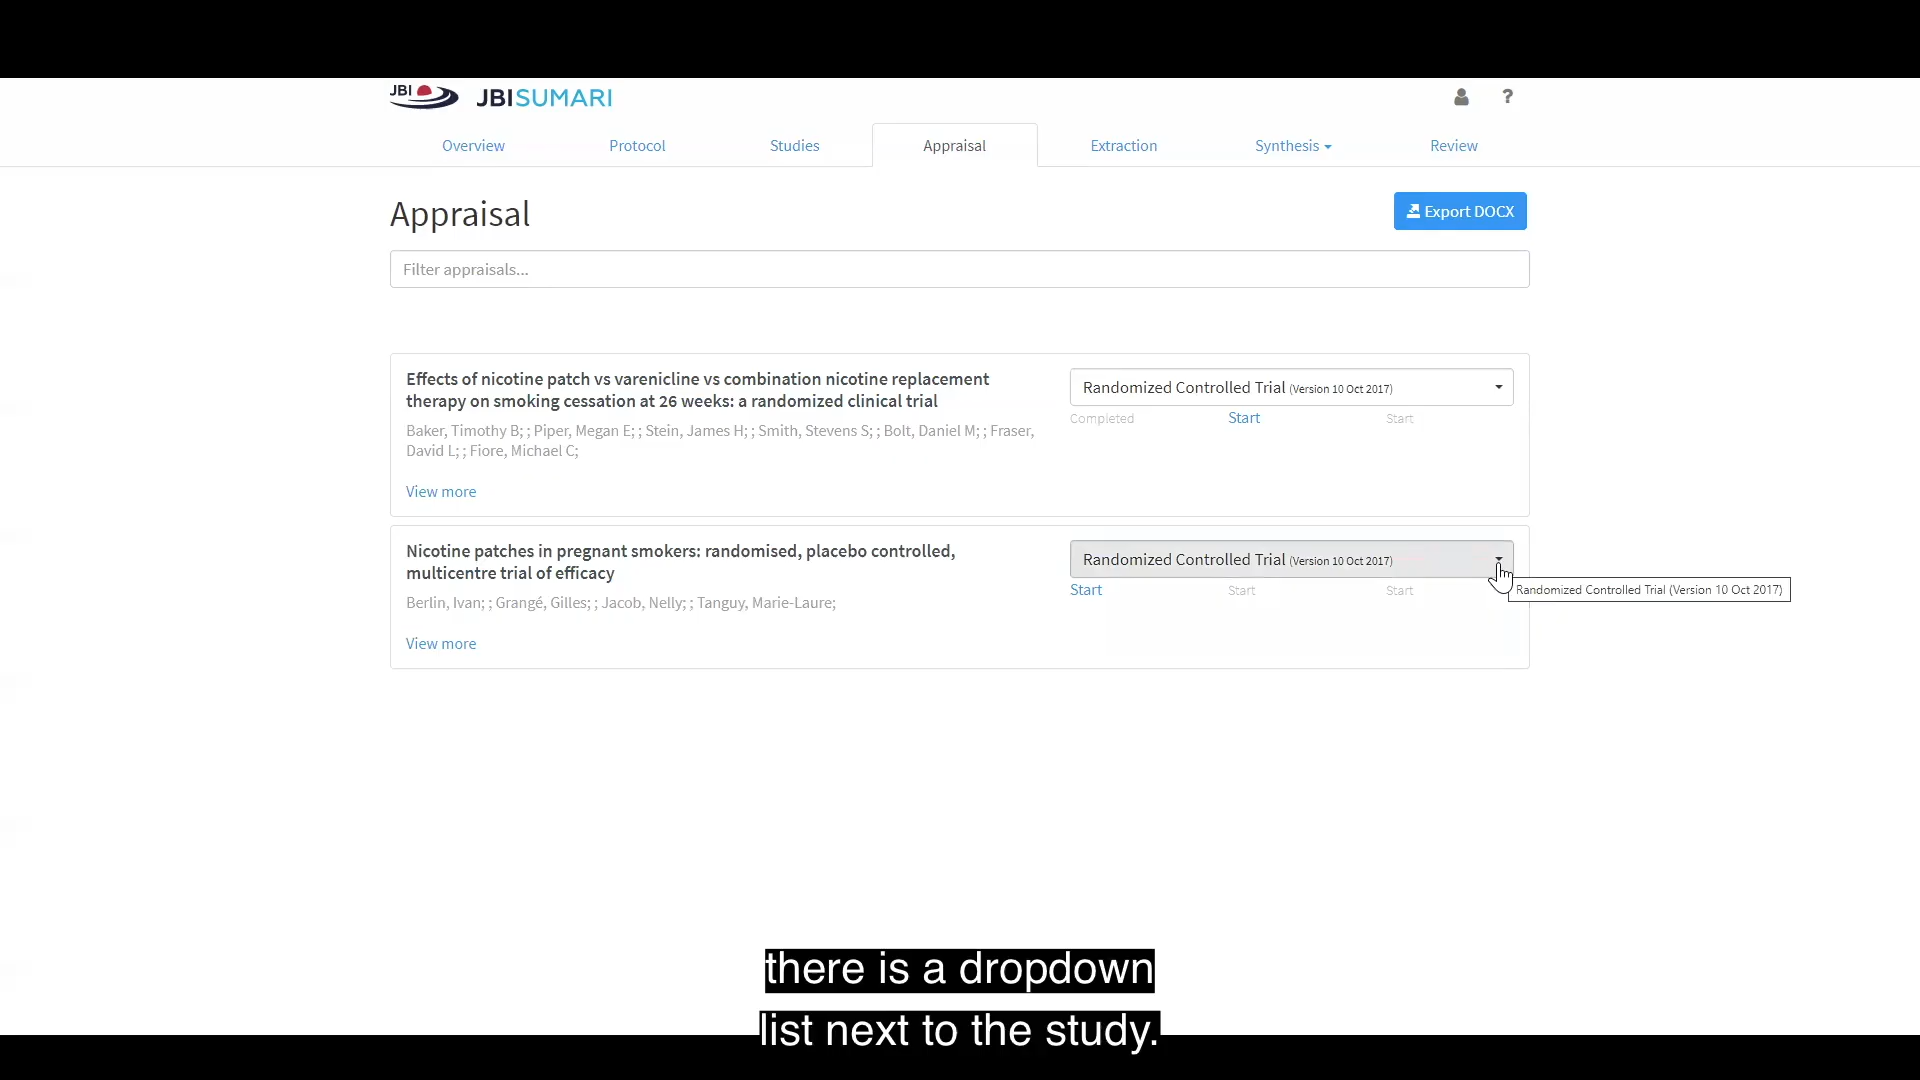 JBI JBISUMARI ?
Overview Protocol Studies Appraisal Extraction Synthesis Review
Appraisal
Export DOCX
Filter appraisals...
Effects of nicotine patch vs varenicline vs combination nicotine replacement
therapy on smoking cessation at 26 weeks: a randomized clinical trial
Baker, Timothy B; ; Piper, Megan E; ; Stein, James H; ; Smith, Stevens S; ; Bolt, Daniel M; ; Fraser,
David L; ; Fiore, Michael C;
View more
Randomized Controlled Trial (Version 10 Oct 2017)
Completed Start Start
Nicotine patches in pregnant smokers: randomised, placebo controlled,
multicentre trial of efficacy
Berlin, Ivan; ; Grangé, Gilles; ; Jacob, Nelly; ; Tanguy, Marie-Laure;
View more
Randomized Controlled Trial (Version 10 Oct 2017)
Start Start Start
Randomized Controlled Trial (Version 10 Oct 2017)
there is a dropdown
list next to the study.